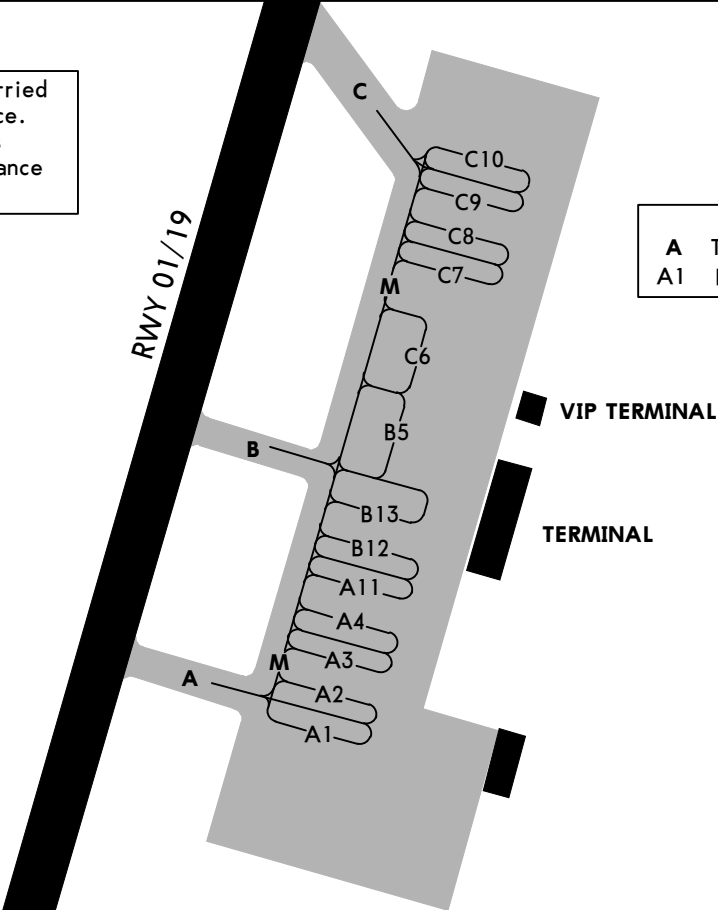 rried
ce.
ance
C
C10
C9
RWY 01/19
C8
A T
C7
A1
M
C6
VIP TERMINAL
B5
B
B13
TERMINAL
B12
A11
A4
M
A3
A
A2
A1